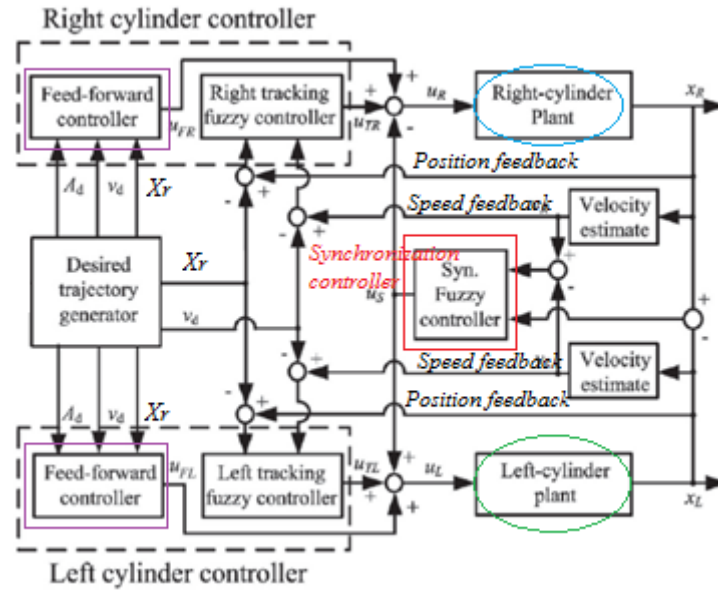 Right cylinder controller
Feed-forward
controller
u_FR
Right tracking
fuzzy controller
u_TR
+
+
-
u_R
Right-cylinder
Plant
x_R
A_d
v_d
X_r
+
-
Position feedback
Speed feedback
+
-
Velocity
estimate
Desired
trajectory
generator
X_r
v_d
Synchronization
controller
u_S
Syn.
Fuzzy
controller
+
-
+
-
Speed feedback
-
+
Velocity
estimate
A_d
v_d
X_r
-
+
Position feedback
Feed-forward
controller
u_FL
Left tracking
fuzzy controller
u_TL
+
+
+
u_L
Left-cylinder
plant
x_L
Left cylinder controller